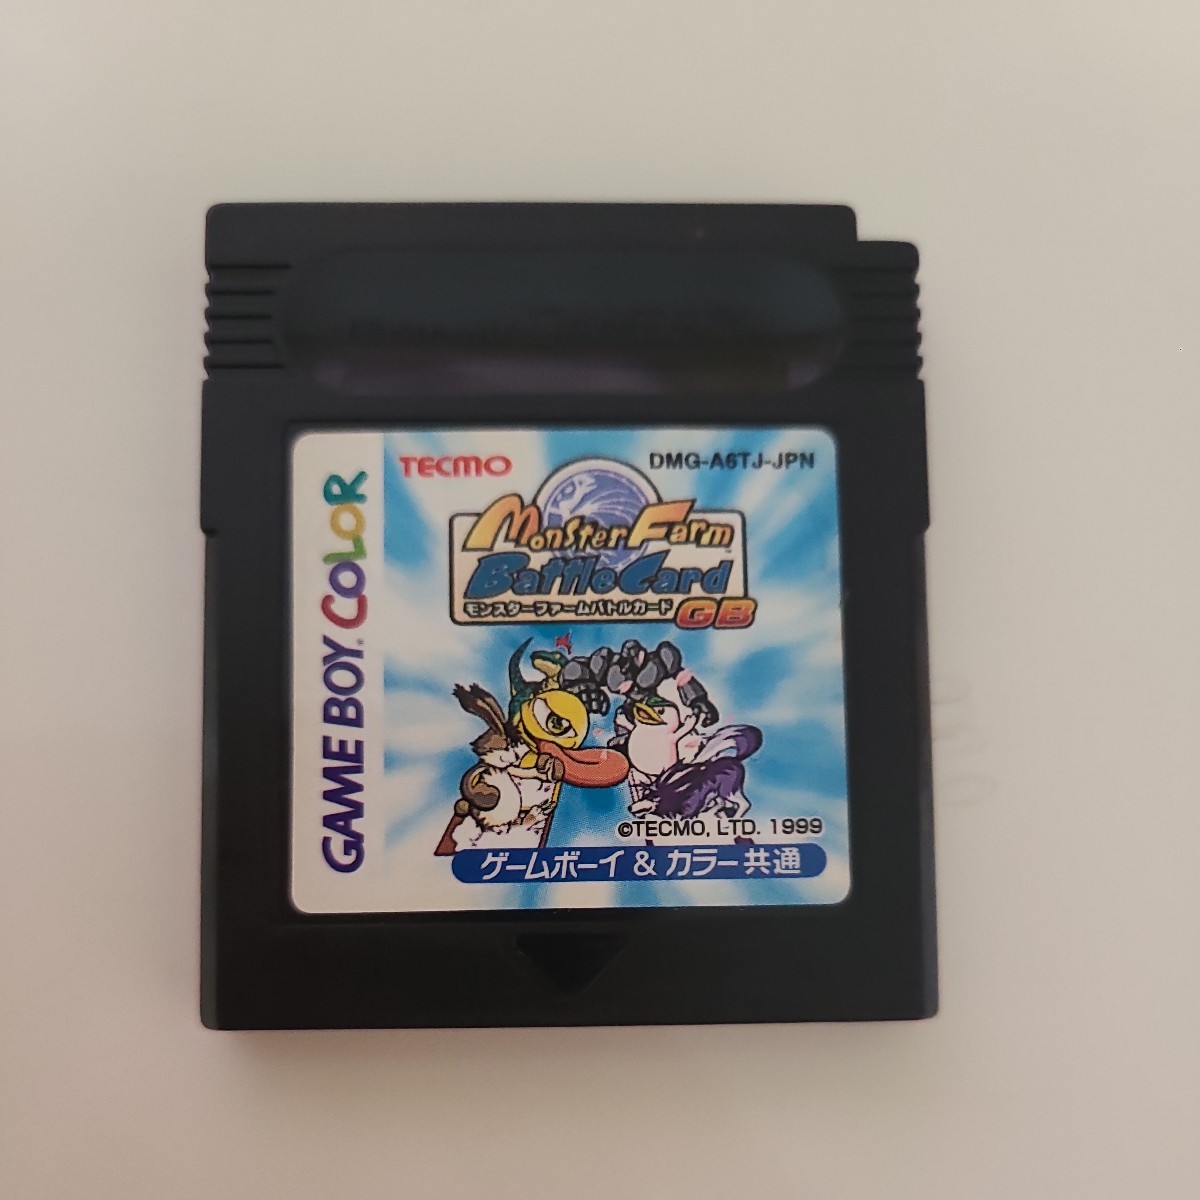 TECMO
DMG-A6TJ-JPN
Monster Farm
Battle Card
モンスターファームバトルカード GB
GAME BOY COLOR
©TECMO, LTD. 1999
ゲームボーイ & カラー共通